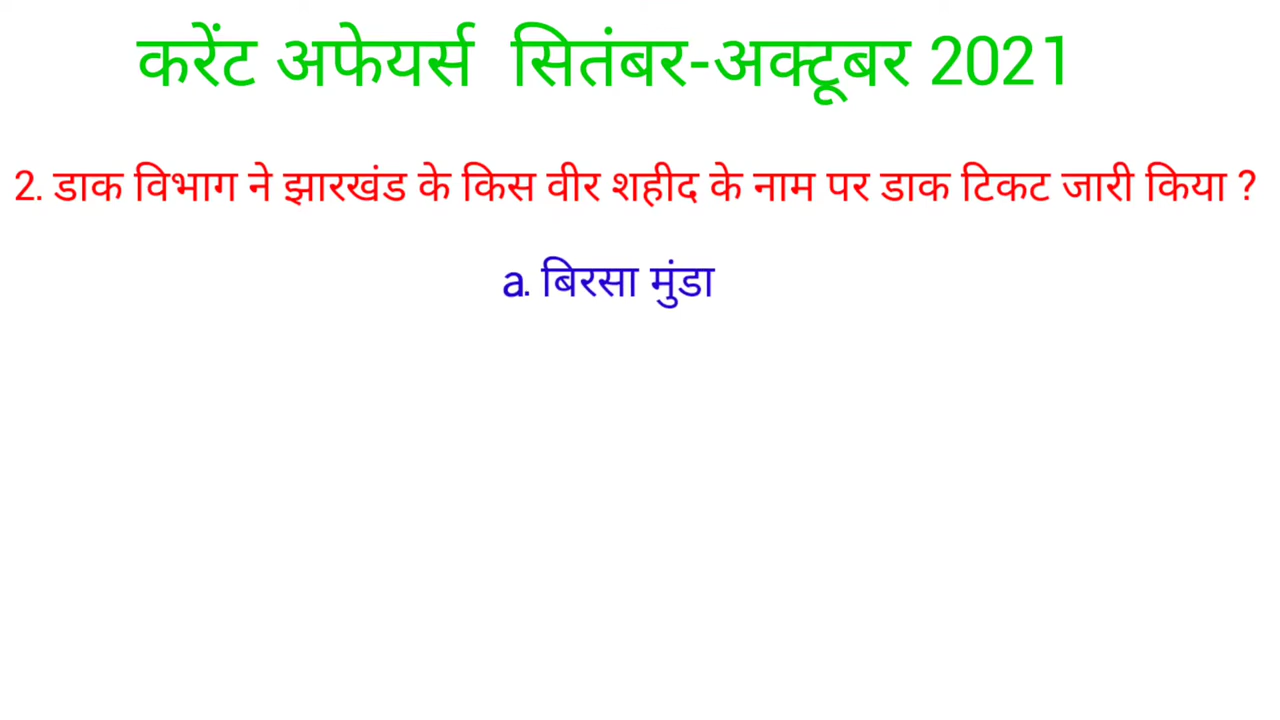 करेंट अफेयर्स सितंबर-अक्टूबर 2021
2. डाक विभाग ने झारखंड के किस वीर शहीद के नाम पर डाक टिकट जारी किया ?
a. बिरसा मुंडा